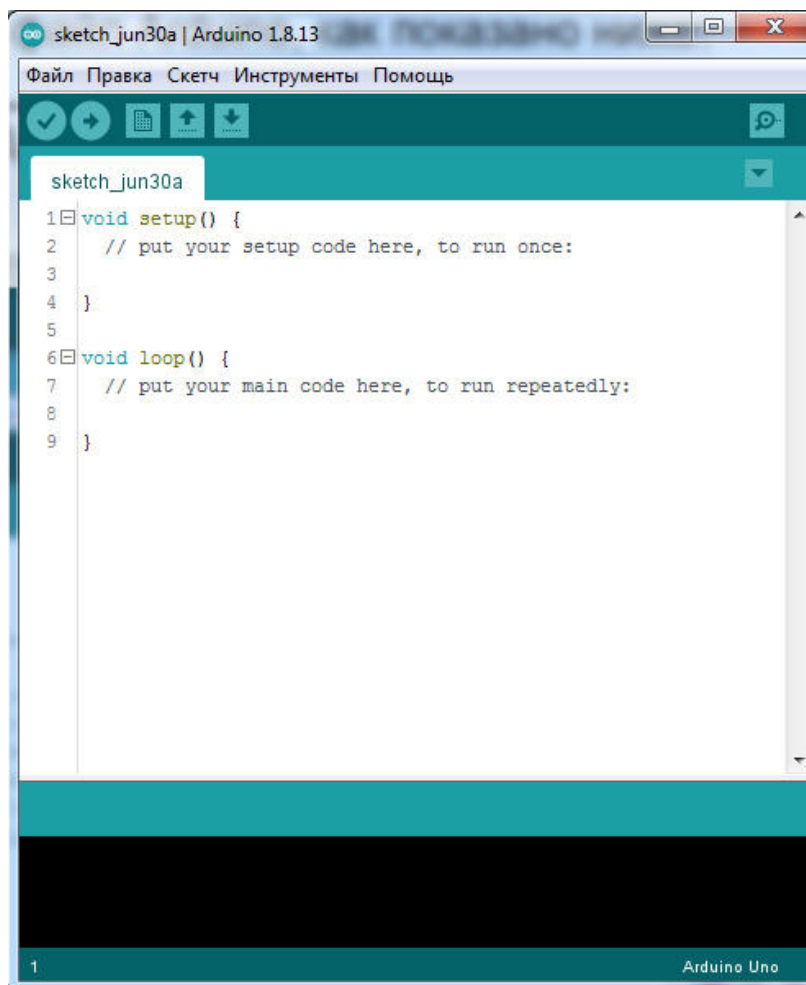 sketch_jun30a | Arduino 1.8.13
как показано
Файл Правка Скетч Инструменты Помощь
sketch_jun30a
1 void setup() {
2 // put your setup code here, to run once:
3
4 }
5
6 void loop() {
7 // put your main code here, to run repeatedly:
8
9 }
1 Arduino Uno